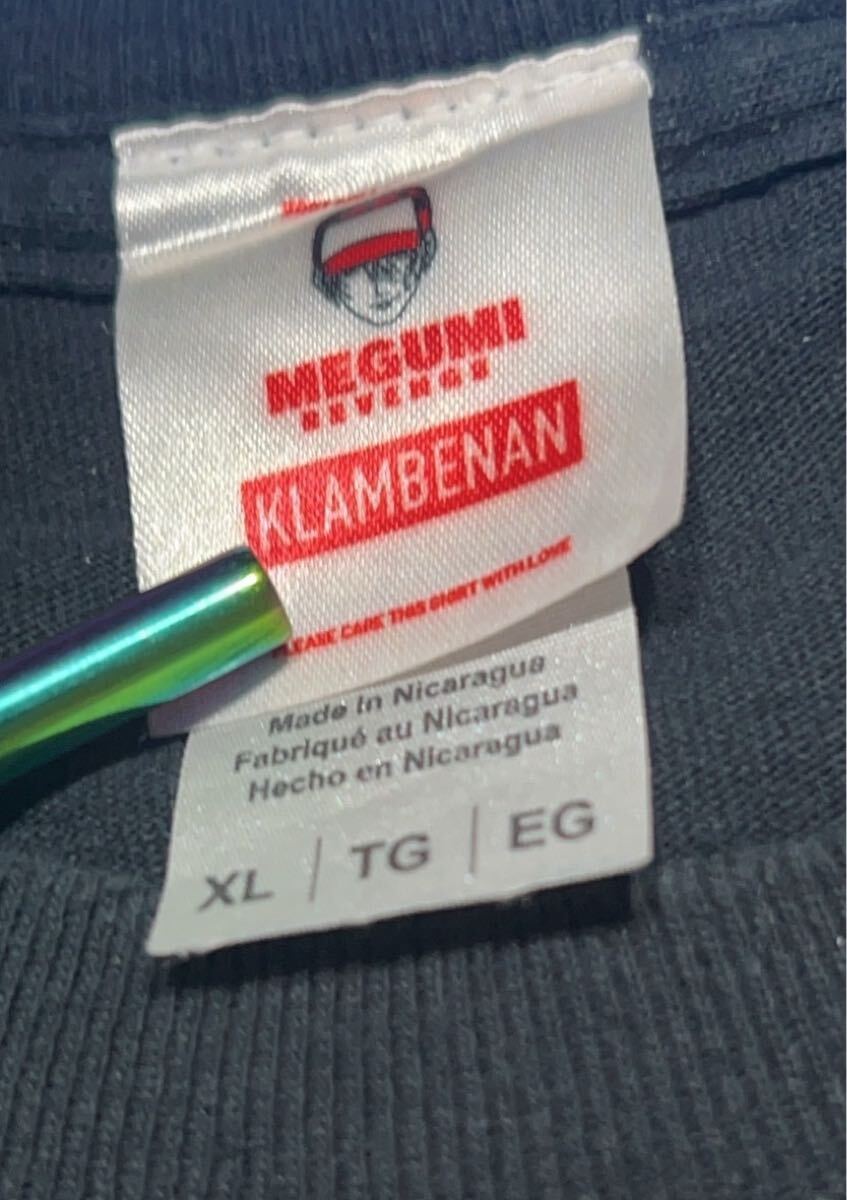 MEGUMI
REVENGE
KLAMBENAN
PLEASE CARE THIS SHIRT WITH LOVE
Made in Nicaragua
Fabriqué au Nicaragua
Hecho en Nicaragua
XL | TG | EG